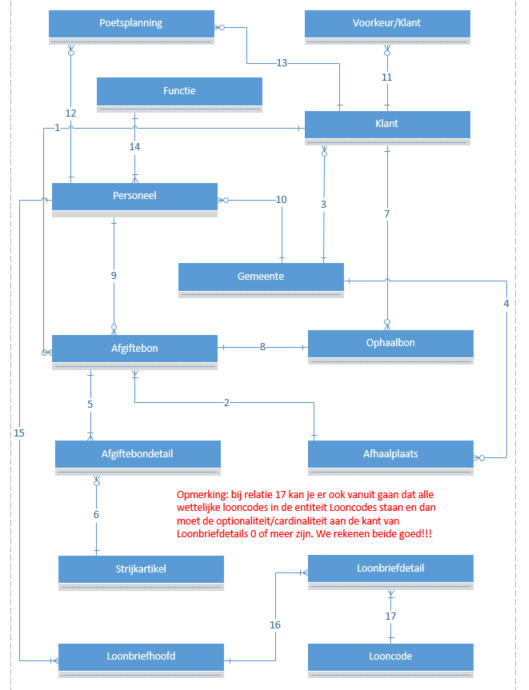 Poetsplanning
Voorkeur/Klant
13
11
Functie
12
1
Klant
14
Personeel
10
3
7
9
Gemeente
4
Afgiftebon
8
Ophaalbon
5
2
15
Afgiftebondetail
Afhaalplaats
6
Opmerking: bij relatie 17 kan je er ook vanuit gaan dat alle
wettelijke looncodes in de entiteit Looncodes staan en dan
moet de optionaliteit/cardinaliteit aan de kant van
Loonbriefdetails 0 of meer zijn. We rekenen beide goed!!!
Strijkartikel
Loonbriefdetail
16
17
Loonbriefhoofd
Looncode